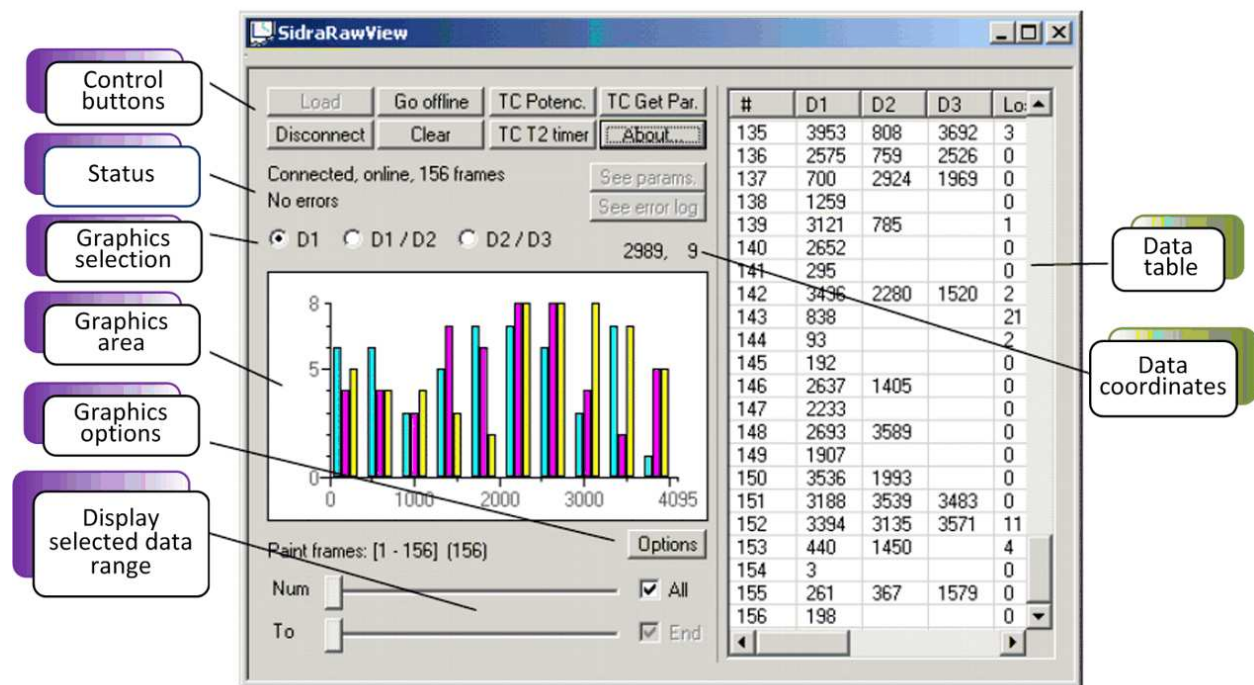 SidraRawView
Control
buttons
Status
Graphics
selection
Graphics
area
Graphics
options
Display
selected data
range
Load Go offline TC Potenc. TC Get Par.
Disconnect Clear TC T2 timer About...
Connected, online, 156 frames See params.
No errors See error log
D1 D1 / D2 D2 / D3
2989, 9
8
5
0
0 1000 2000 3000 4095
Paint frames: [1 - 156] (156) Options
Num All
To End
# D1 D2 D3 Lo
135 3953 808 3692 3
136 2575 759 2526 0
137 700 2924 1969 0
138 1259 0
139 3121 785 1
140 2652 0
141 295 0
142 3496 2280 1520 2
143 838 21
144 93 2
145 192 0
146 2637 1405 0
147 2233 0
148 2693 3589 0
149 1907 0
150 3536 1993 0
151 3188 3539 3483 0
152 3394 3135 3571 11
153 440 1450 4
154 3 0
155 261 367 1579 0
156 198 0
Data
table
Data
coordinates